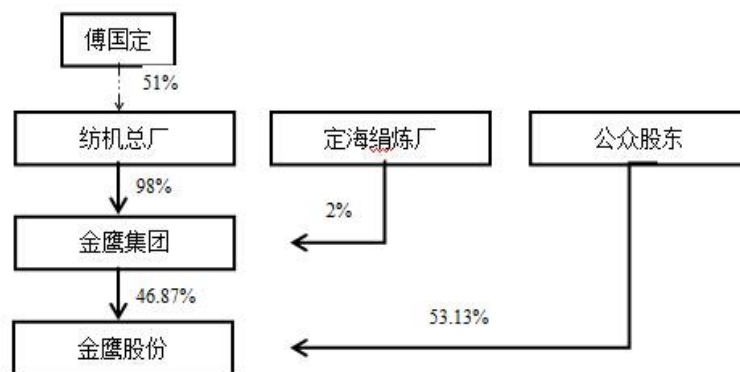 傅国定
51%
纺机总厂
定海绢炼厂
公众股东
98%
2%
金鹰集团
46.87%
53.13%
金鹰股份